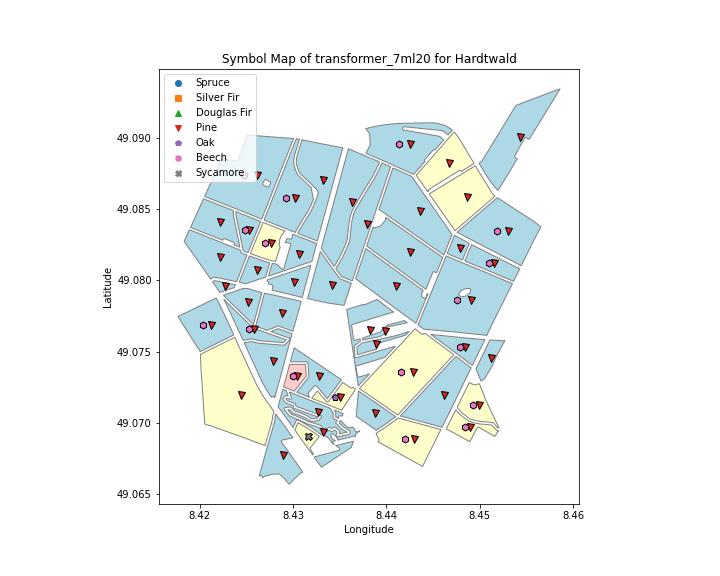 Symbol Map of transformer_7ml20 for Hardtwald
Spruce
Silver Fir
Douglas Fir
Pine
Oak
Beech
Sycamore
49.090
49.085
49.080
49.075
49.070
49.065
Latitude
8.42 8.43 8.44 8.45 8.46
Longitude